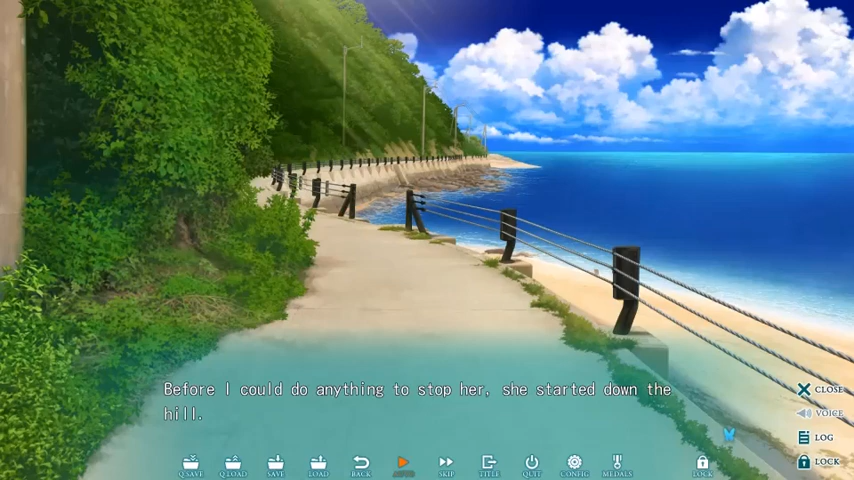 Before I could do anything to stop her, she started down the
hill.
CLOSE
VOICE
LOG
LOCK
Q.SAVE Q.LOAD SAVE LOAD BACK AUTO SKIP TITLE QUIT CONFIG MEDALS LOCK